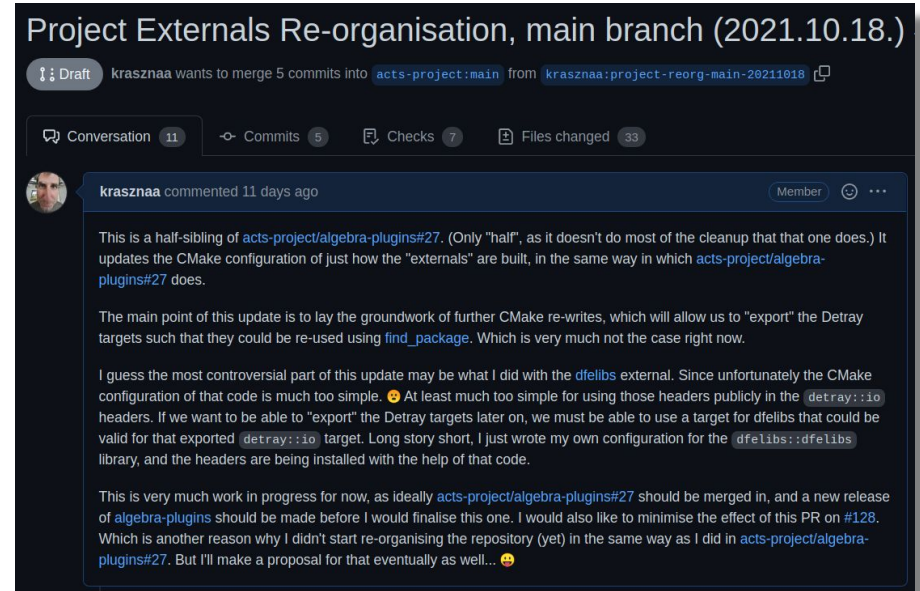 Project Externals Re-organisation, main branch (2021.10.18.)
Draft krasznaa wants to merge 5 commits into acts-project:main from krasznaa:project-reorg-main-20211018
Conversation 11 Commits 5 Checks 7 Files changed 33
krasznaa commented 11 days ago Member
This is a half-sibling of acts-project/algebra-plugins#27. (Only "half", as it doesn't do most of the cleanup that that one does.) It
updates the CMake configuration of just how the "externals" are built, in the same way in which acts-project/algebra-
plugins#27 does.
The main point of this update is to lay the groundwork of further CMake re-writes, which will allow us to "export" the Detray
targets such that they could be re-used using find_package. Which is very much not the case right now.
I guess the most controversial part of this update may be what I did with the dfelibs external. Since unfortunately the CMake
configuration of that code is much too simple. 😧 At least much too simple for using those headers publicly in the detray::io
headers. If we want to be able to "export" the Detray targets later on, we must be able to use a target for dfelibs that could be
valid for that exported detray::io target. Long story short, I just wrote my own configuration for the dfelibs::dfelibs
library, and the headers are being installed with the help of that code.
This is very much work in progress for now, as ideally acts-project/algebra-plugins#27 should be merged in, and a new release
of algebra-plugins should be made before I would finalise this one. I would also like to minimise the effect of this PR on #128.
Which is another reason why I didn't start re-organising the repository (yet) in the same way as I did in acts-project/algebra-
plugins#27. But I'll make a proposal for that eventually as well... 😛